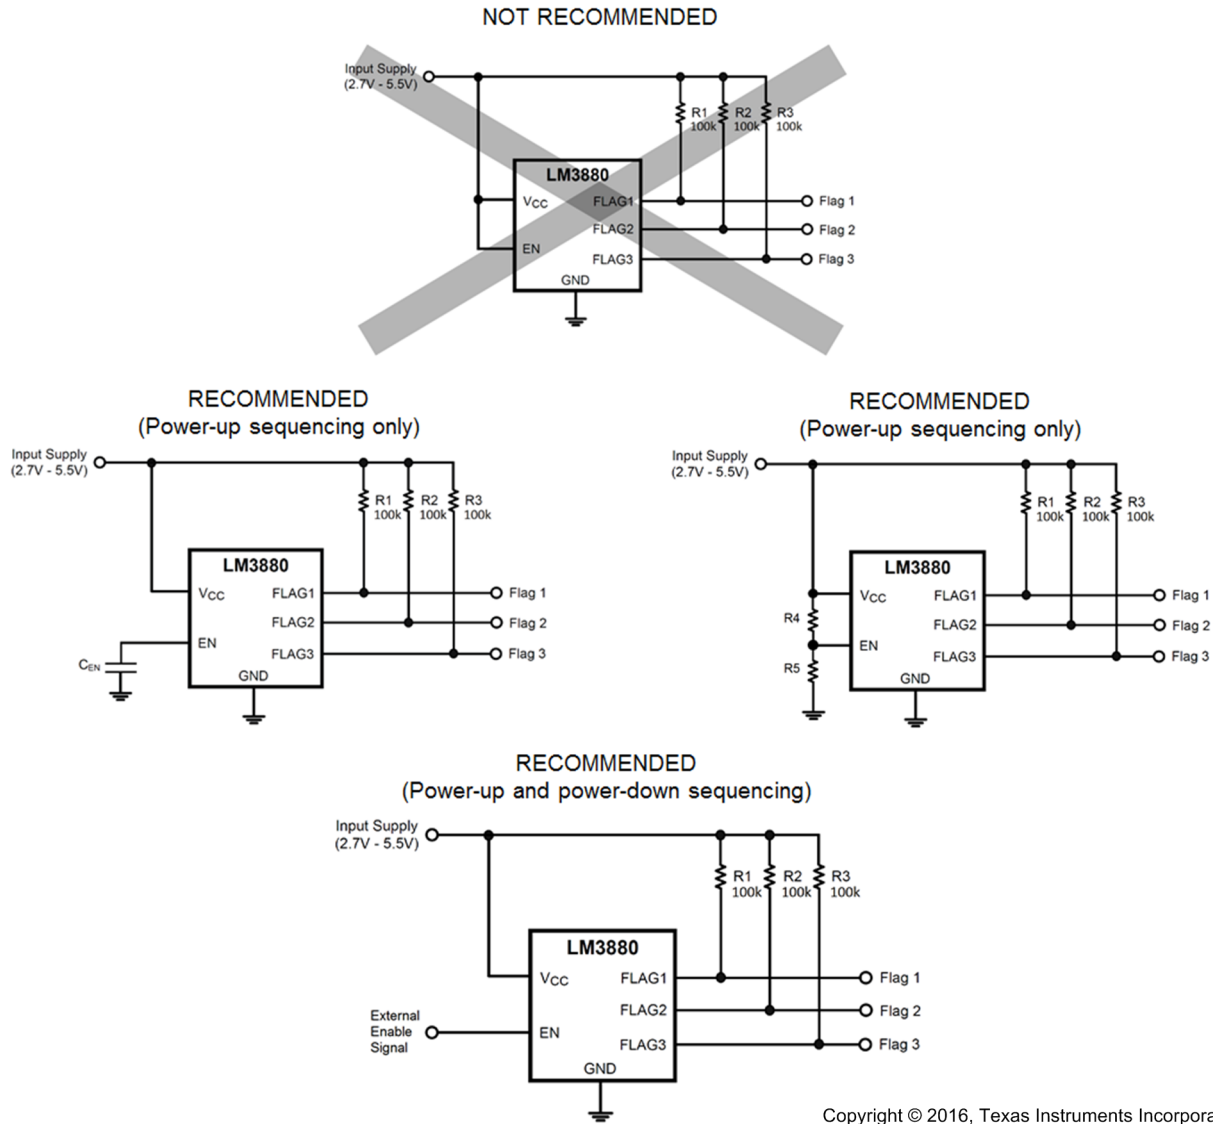 NOT RECOMMENDED
Input Supply
(2.7V - 5.5V)
R1
100k
R2
100k
R3
100k
LM3880
VCC
FLAG1
Flag 1
FLAG2
Flag 2
EN
FLAG3
Flag 3
GND
RECOMMENDED
(Power-up sequencing only)
Input Supply
(2.7V - 5.5V)
R1
100k
R2
100k
R3
100k
LM3880
VCC
FLAG1
Flag 1
FLAG2
Flag 2
EN
FLAG3
Flag 3
CEN
GND
RECOMMENDED
(Power-up sequencing only)
Input Supply
(2.7V - 5.5V)
R1
100k
R2
100k
R3
100k
LM3880
VCC
FLAG1
Flag 1
R4
FLAG2
Flag 2
EN
FLAG3
Flag 3
R5
GND
RECOMMENDED
(Power-up and power-down sequencing)
Input Supply
(2.7V - 5.5V)
R1
100k
R2
100k
R3
100k
LM3880
VCC
FLAG1
Flag 1
FLAG2
Flag 2
External
Enable
Signal
EN
FLAG3
Flag 3
GND
Copyright © 2016, Texas Instruments Incorpora